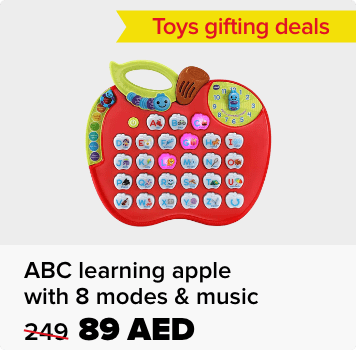 Toys gifting deals
ABC learning apple
with 8 modes & music
249 89 AED